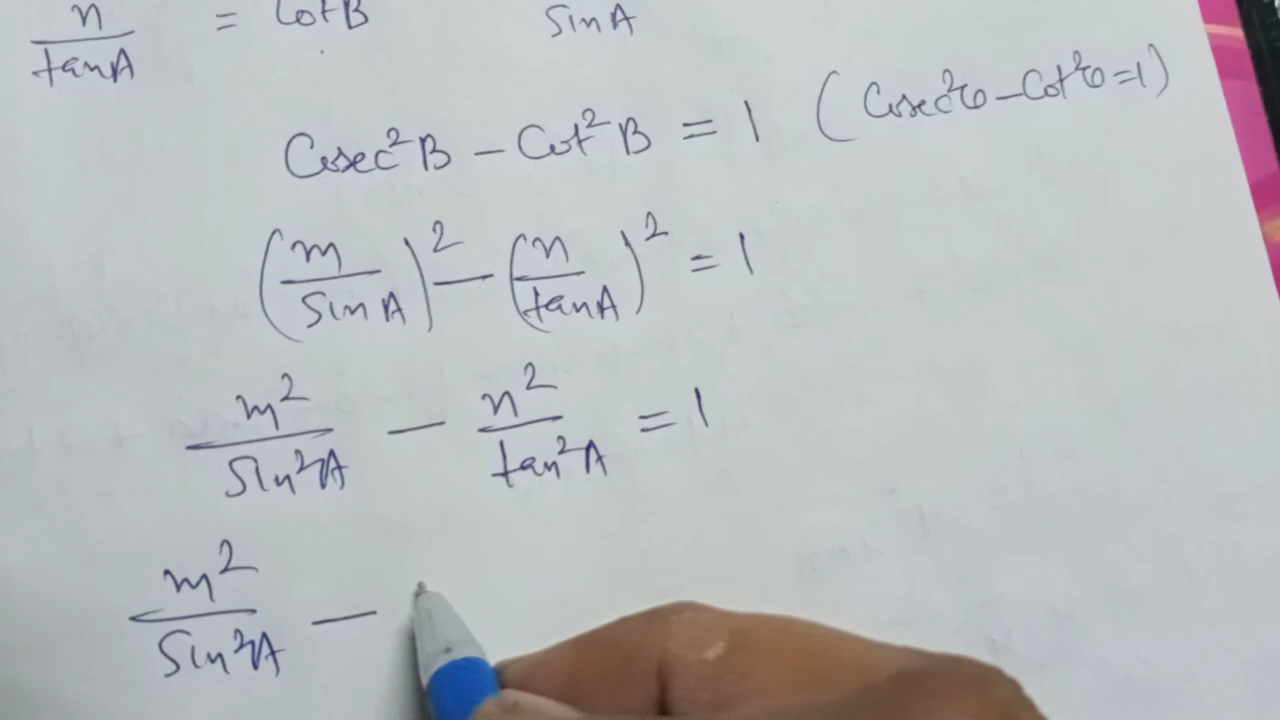 n/tanA = CotB SinA
Cosec²B - Cot²B = 1 (Cosec²θ - Cot²θ = 1)
(m/SinA)² - (n/tanA)² = 1
m²/Sin²A - n²/tan²A = 1
m²/Sin²A -